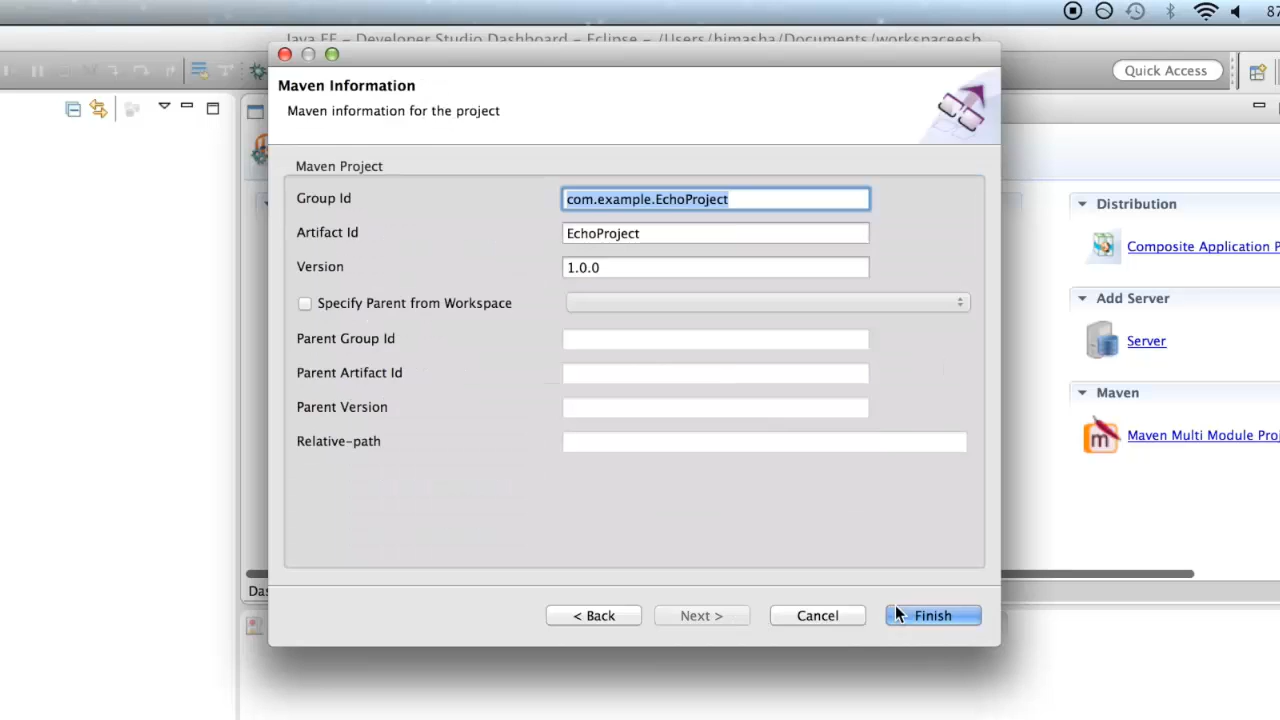 87
Java EE – Developer Studio Dashboard – Eclipse – /Users/himasha/Documents/workspaceesb
Quick Access
Maven Information
Maven information for the project
Maven Project
Group Id com.example.EchoProject
Artifact Id EchoProject
Version 1.0.0
Specify Parent from Workspace
Parent Group Id
Parent Artifact Id
Parent Version
Relative-path
< Back Next > Cancel Finish
Distribution
Composite Application P
Add Server
Server
Maven
m
Maven Multi Module Proj
Das